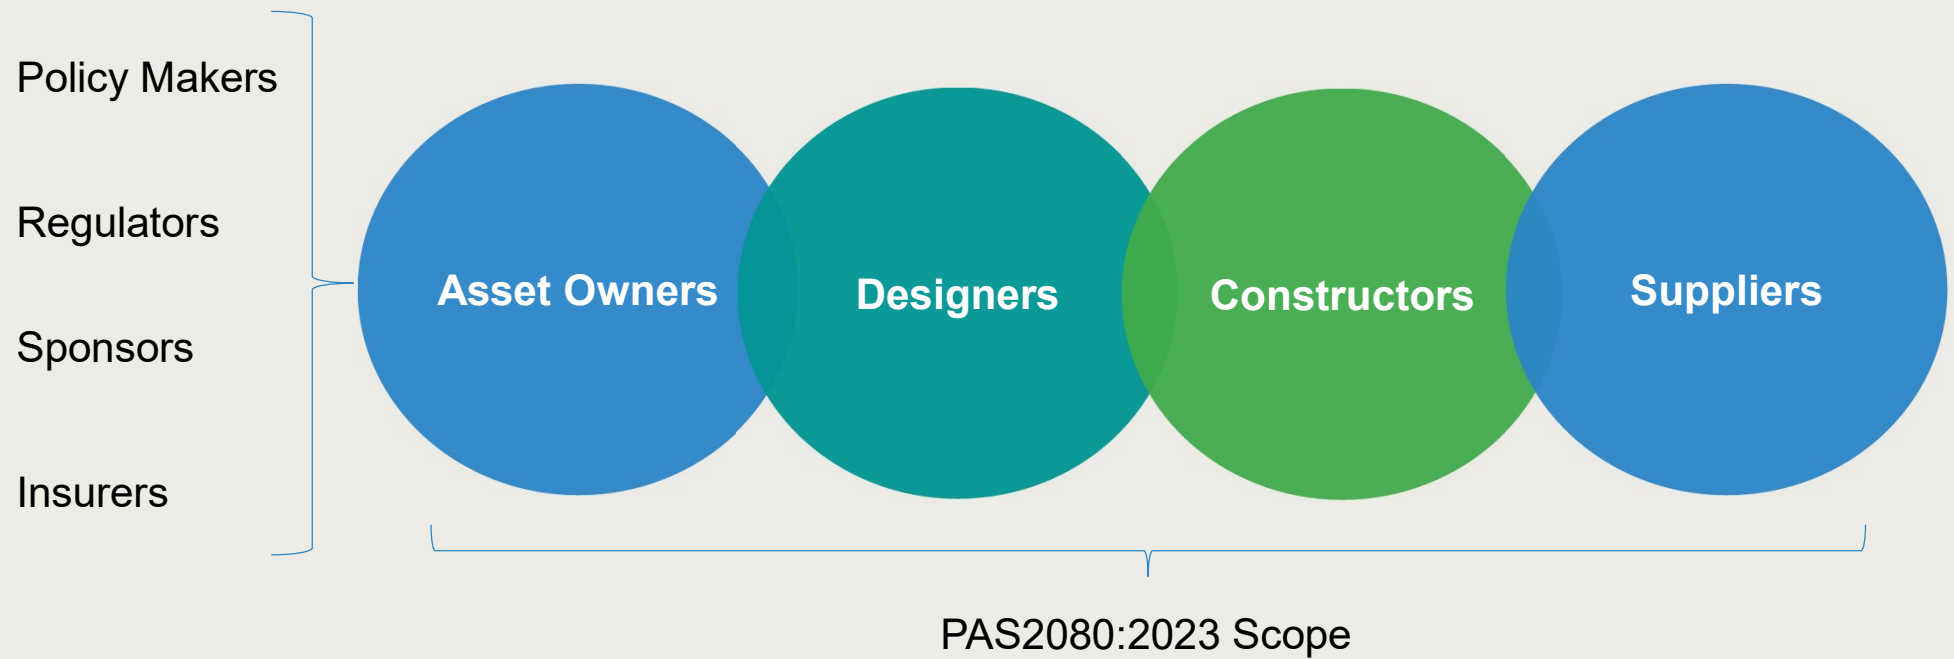 Policy Makers
Regulators
Sponsors
Insurers
Asset Owners
Designers
Constructors
Suppliers
PAS2080:2023 Scope